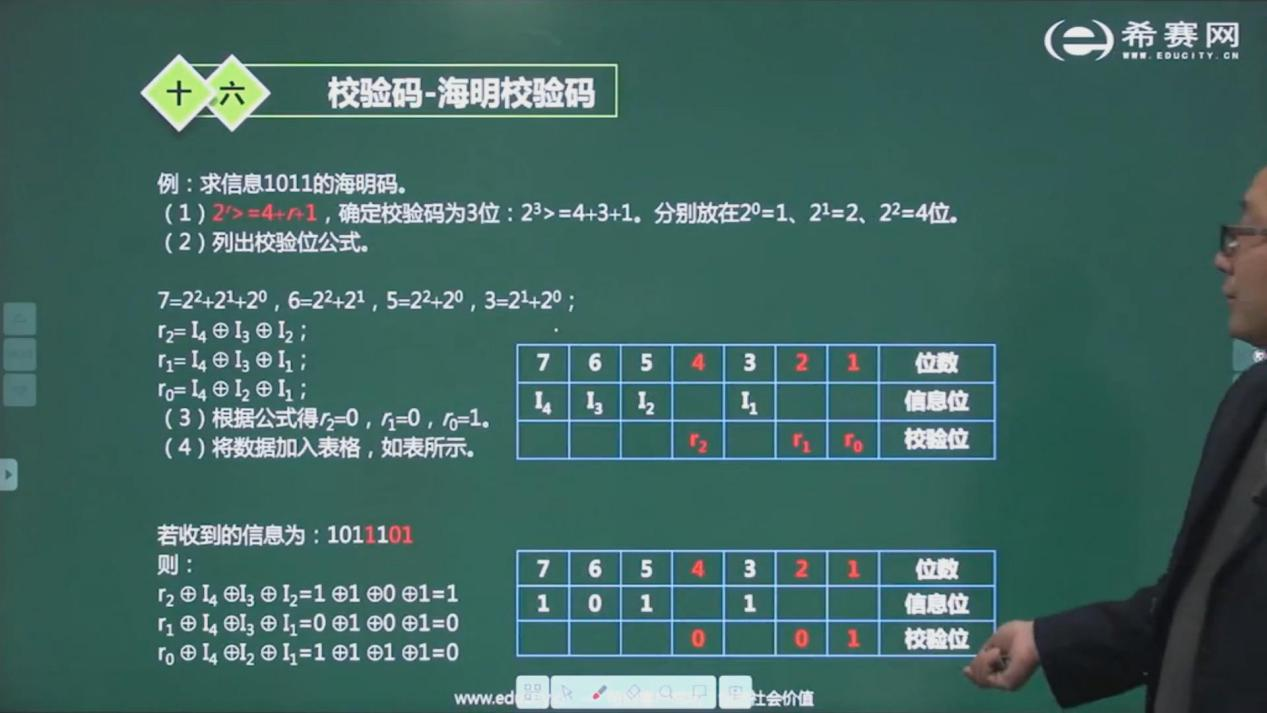 希赛网
WWW.EDUCITY.CN
十六 校验码-海明校验码
例：求信息1011的海明码。
（1）2ʳ>=4+r+1，确定校验码为3位：2³>=4+3+1。分别放在2⁰=1、2¹=2、2²=4位。
（2）列出校验位公式。
7=2²+2¹+2⁰，6=2²+2¹，5=2²+2⁰，3=2¹+2⁰；
r₂= I₄ ⊕ I₃ ⊕ I₂；
r₁= I₄ ⊕ I₃ ⊕ I₁；
r₀= I₄ ⊕ I₂ ⊕ I₁；
（3）根据公式得r₂=0，r₁=0，r₀=1。
（4）将数据加入表格，如表所示。
7 6 5 4 3 2 1 位数
I₄ I₃ I₂ I₁ 信息位
r₂ r₁ r₀ 校验位
若收到的信息为：1011101
则：
r₂ ⊕ I₄ ⊕I₃ ⊕ I₂=1 ⊕1 ⊕0 ⊕1=1
r₁ ⊕ I₄ ⊕I₃ ⊕ I₁=0 ⊕1 ⊕0 ⊕1=0
r₀ ⊕ I₄ ⊕I₂ ⊕ I₁=1 ⊕1 ⊕1 ⊕1=0
7 6 5 4 3 2 1 位数
1 0 1 1 信息位
0 0 1 校验位
www.edu
社会价值